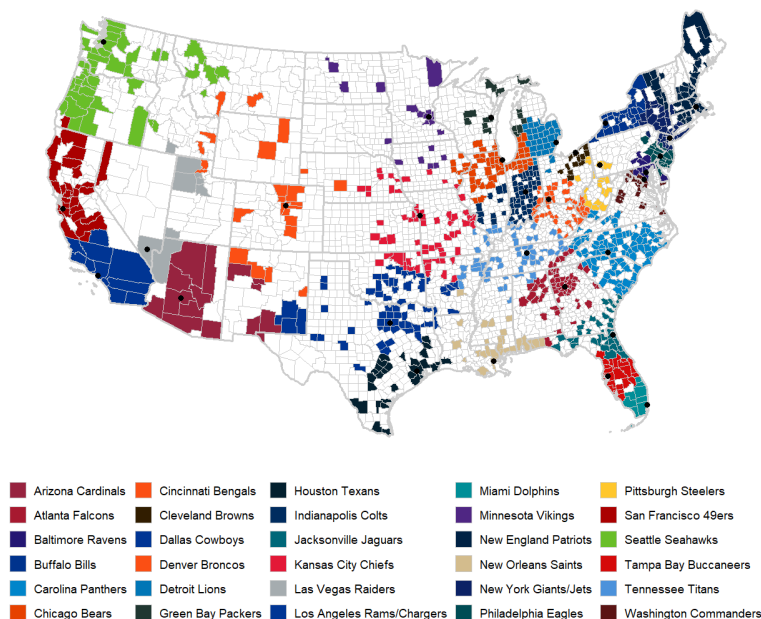 Arizona Cardinals Cincinnati Bengals Houston Texans Miami Dolphins Pittsburgh Steelers
Atlanta Falcons Cleveland Browns Indianapolis Colts Minnesota Vikings San Francisco 49ers
Baltimore Ravens Dallas Cowboys Jacksonville Jaguars New England Patriots Seattle Seahawks
Buffalo Bills Denver Broncos Kansas City Chiefs New Orleans Saints Tampa Bay Buccaneers
Carolina Panthers Detroit Lions Las Vegas Raiders New York Giants/Jets Tennessee Titans
Chicago Bears Green Bay Packers Los Angeles Rams/Chargers Philadelphia Eagles Washington Commanders